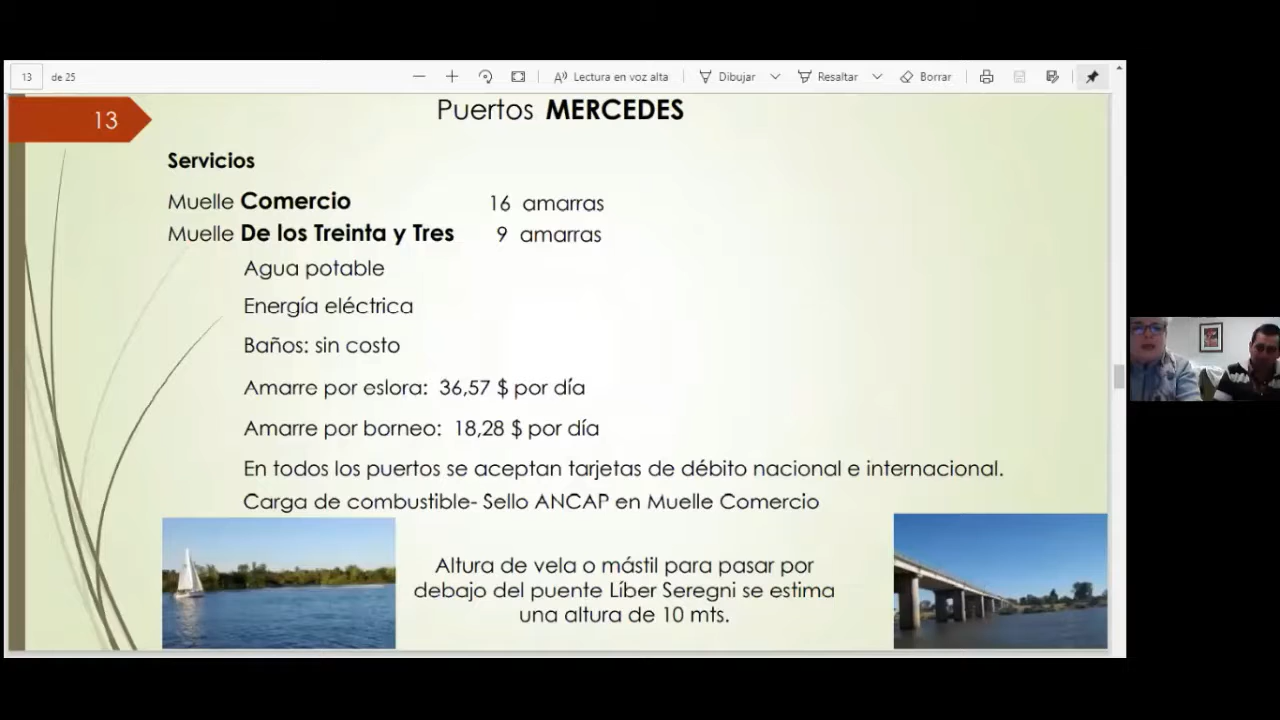 13 de 25
Lectura en voz alta
Dibujar
Resaltar
Borrar
13
Puertos MERCEDES
Servicios
Muelle Comercio 16 amarras
Muelle De los Treinta y Tres 9 amarras
Agua potable
Energía eléctrica
Baños: sin costo
Amarre por eslora: 36,57 $ por día
Amarre por borneo: 18,28 $ por día
En todos los puertos se aceptan tarjetas de débito nacional e internacional.
Carga de combustible- Sello ANCAP en Muelle Comercio
Altura de vela o mástil para pasar por
debajo del puente Líber Seregni se estima
una altura de 10 mts.